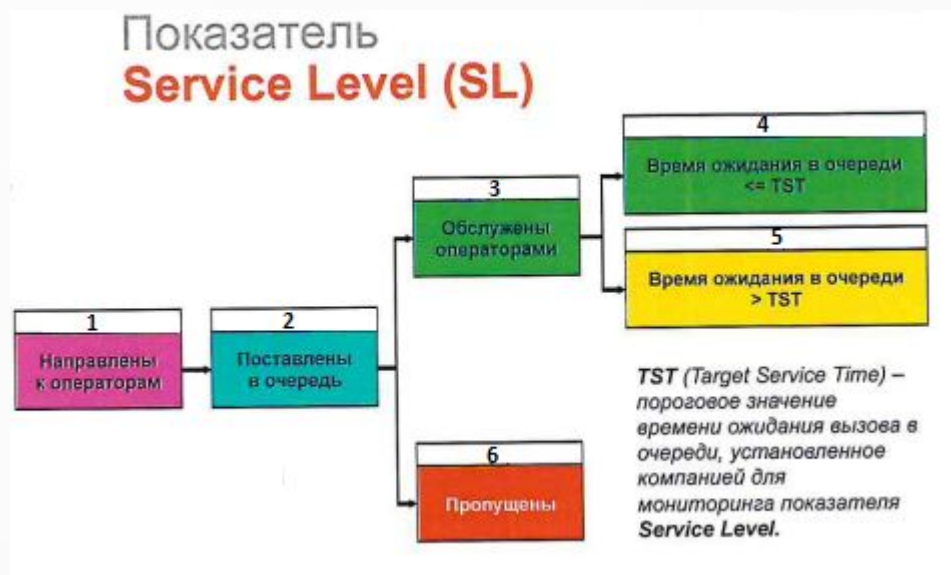 Показатель
Service Level (SL)
4
Время ожидания в очереди
<= TST
3
Обслужены
операторами
5
Время ожидания в очереди
> TST
1
Направлены
к операторам
2
Поставлены
в очередь
TST (Target Service Time) –
пороговое значение
времени ожидания вызова в
очереди, установленное
компанией для
мониторинга показателя
Service Level.
6
Пропущены